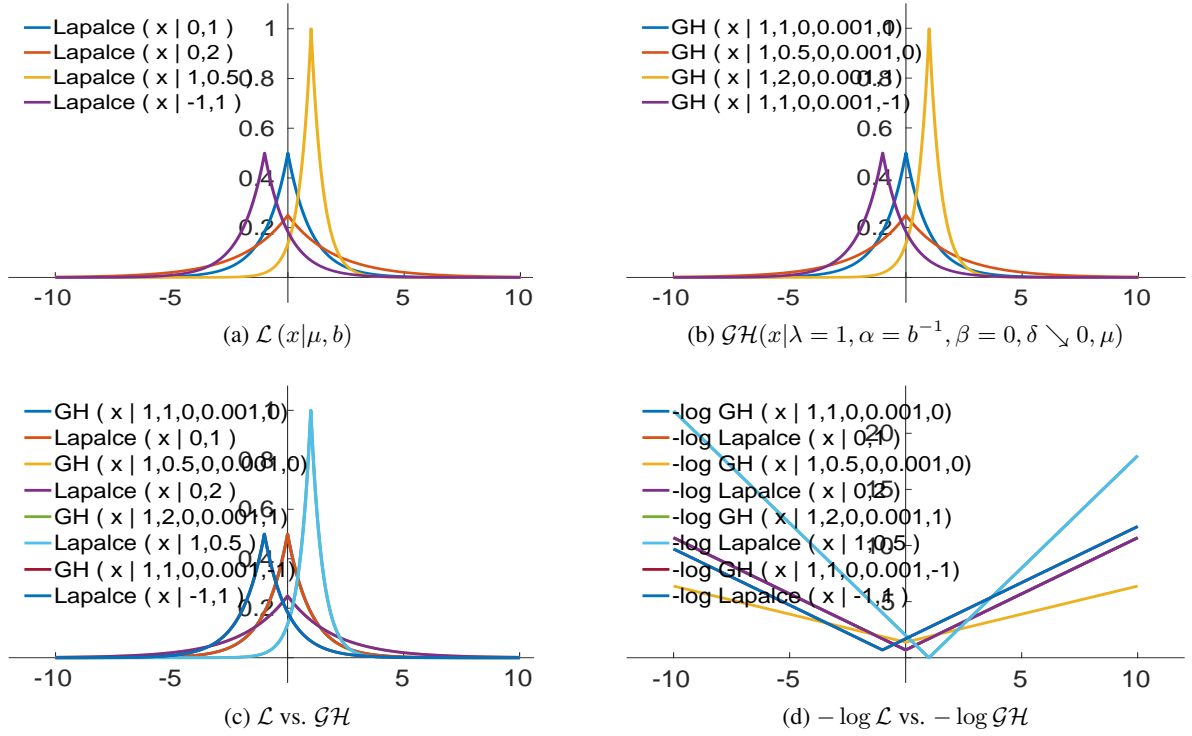 Lapalce ( x | 0,1 )
Lapalce ( x | 0,2 )
Lapalce ( x | 1,0.5 )
Lapalce ( x | -1,1 )
1
0.8
0.6
0.4
0.2
-10 -5 0 5 10
(a) ℒ (x|μ, b)
GH ( x | 1,1,0,0.001,0)
GH ( x | 1,0.5,0,0.001,0)
GH ( x | 1,2,0,0.001,1)
GH ( x | 1,1,0,0.001,-1)
1
0.8
0.6
0.4
0.2
-10 -5 0 5 10
(b) 𝒢ℋ(x|λ = 1, α = b⁻¹, β = 0, δ ↘ 0, μ)
GH ( x | 1,1,0,0.001,0)
Lapalce ( x | 0,1 )
GH ( x | 1,0.5,0,0.001,0)
Lapalce ( x | 0,2 )
GH ( x | 1,2,0,0.001,1)
Lapalce ( x | 1,0.5 )
GH ( x | 1,1,0,0.001,-1)
Lapalce ( x | -1,1 )
1
0.8
0.6
0.4
0.2
-10 -5 0 5 10
(c) ℒ vs. 𝒢ℋ
-log GH ( x | 1,1,0,0.001,0)
-log Lapalce ( x | 0,1 )
-log GH ( x | 1,0.5,0,0.001,0)
-log Lapalce ( x | 0,2 )
-log GH ( x | 1,2,0,0.001,1)
-log Lapalce ( x | 1,0.5 )
-log GH ( x | 1,1,0,0.001,-1)
-log Lapalce ( x | -1,1 )
20
15
10
5
-10 -5 0 5 10
(d) − log ℒ vs. − log 𝒢ℋ